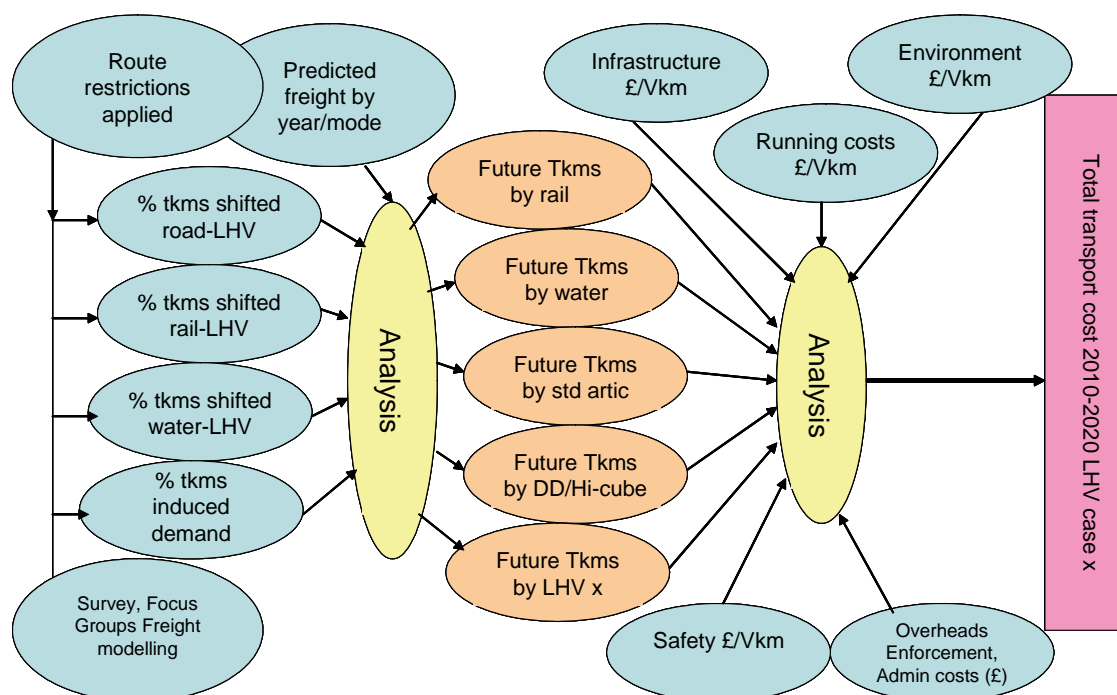 Route
restrictions
applied
Predicted
freight by
year/mode
Infrastructure
£/Vkm
Environment
£/Vkm
Running costs
£/Vkm
% tkms shifted
road-LHV
% tkms shifted
rail-LHV
% tkms shifted
water-LHV
% tkms
induced
demand
Survey, Focus
Groups Freight
modelling
Analysis
Future Tkms
by rail
Future Tkms
by water
Future Tkms
by std artic
Future Tkms
by DD/Hi-cube
Future Tkms
by LHV x
Analysis
Safety £/Vkm
Overheads
Enforcement,
Admin costs (£)
Total transport cost 2010-2020 LHV case x